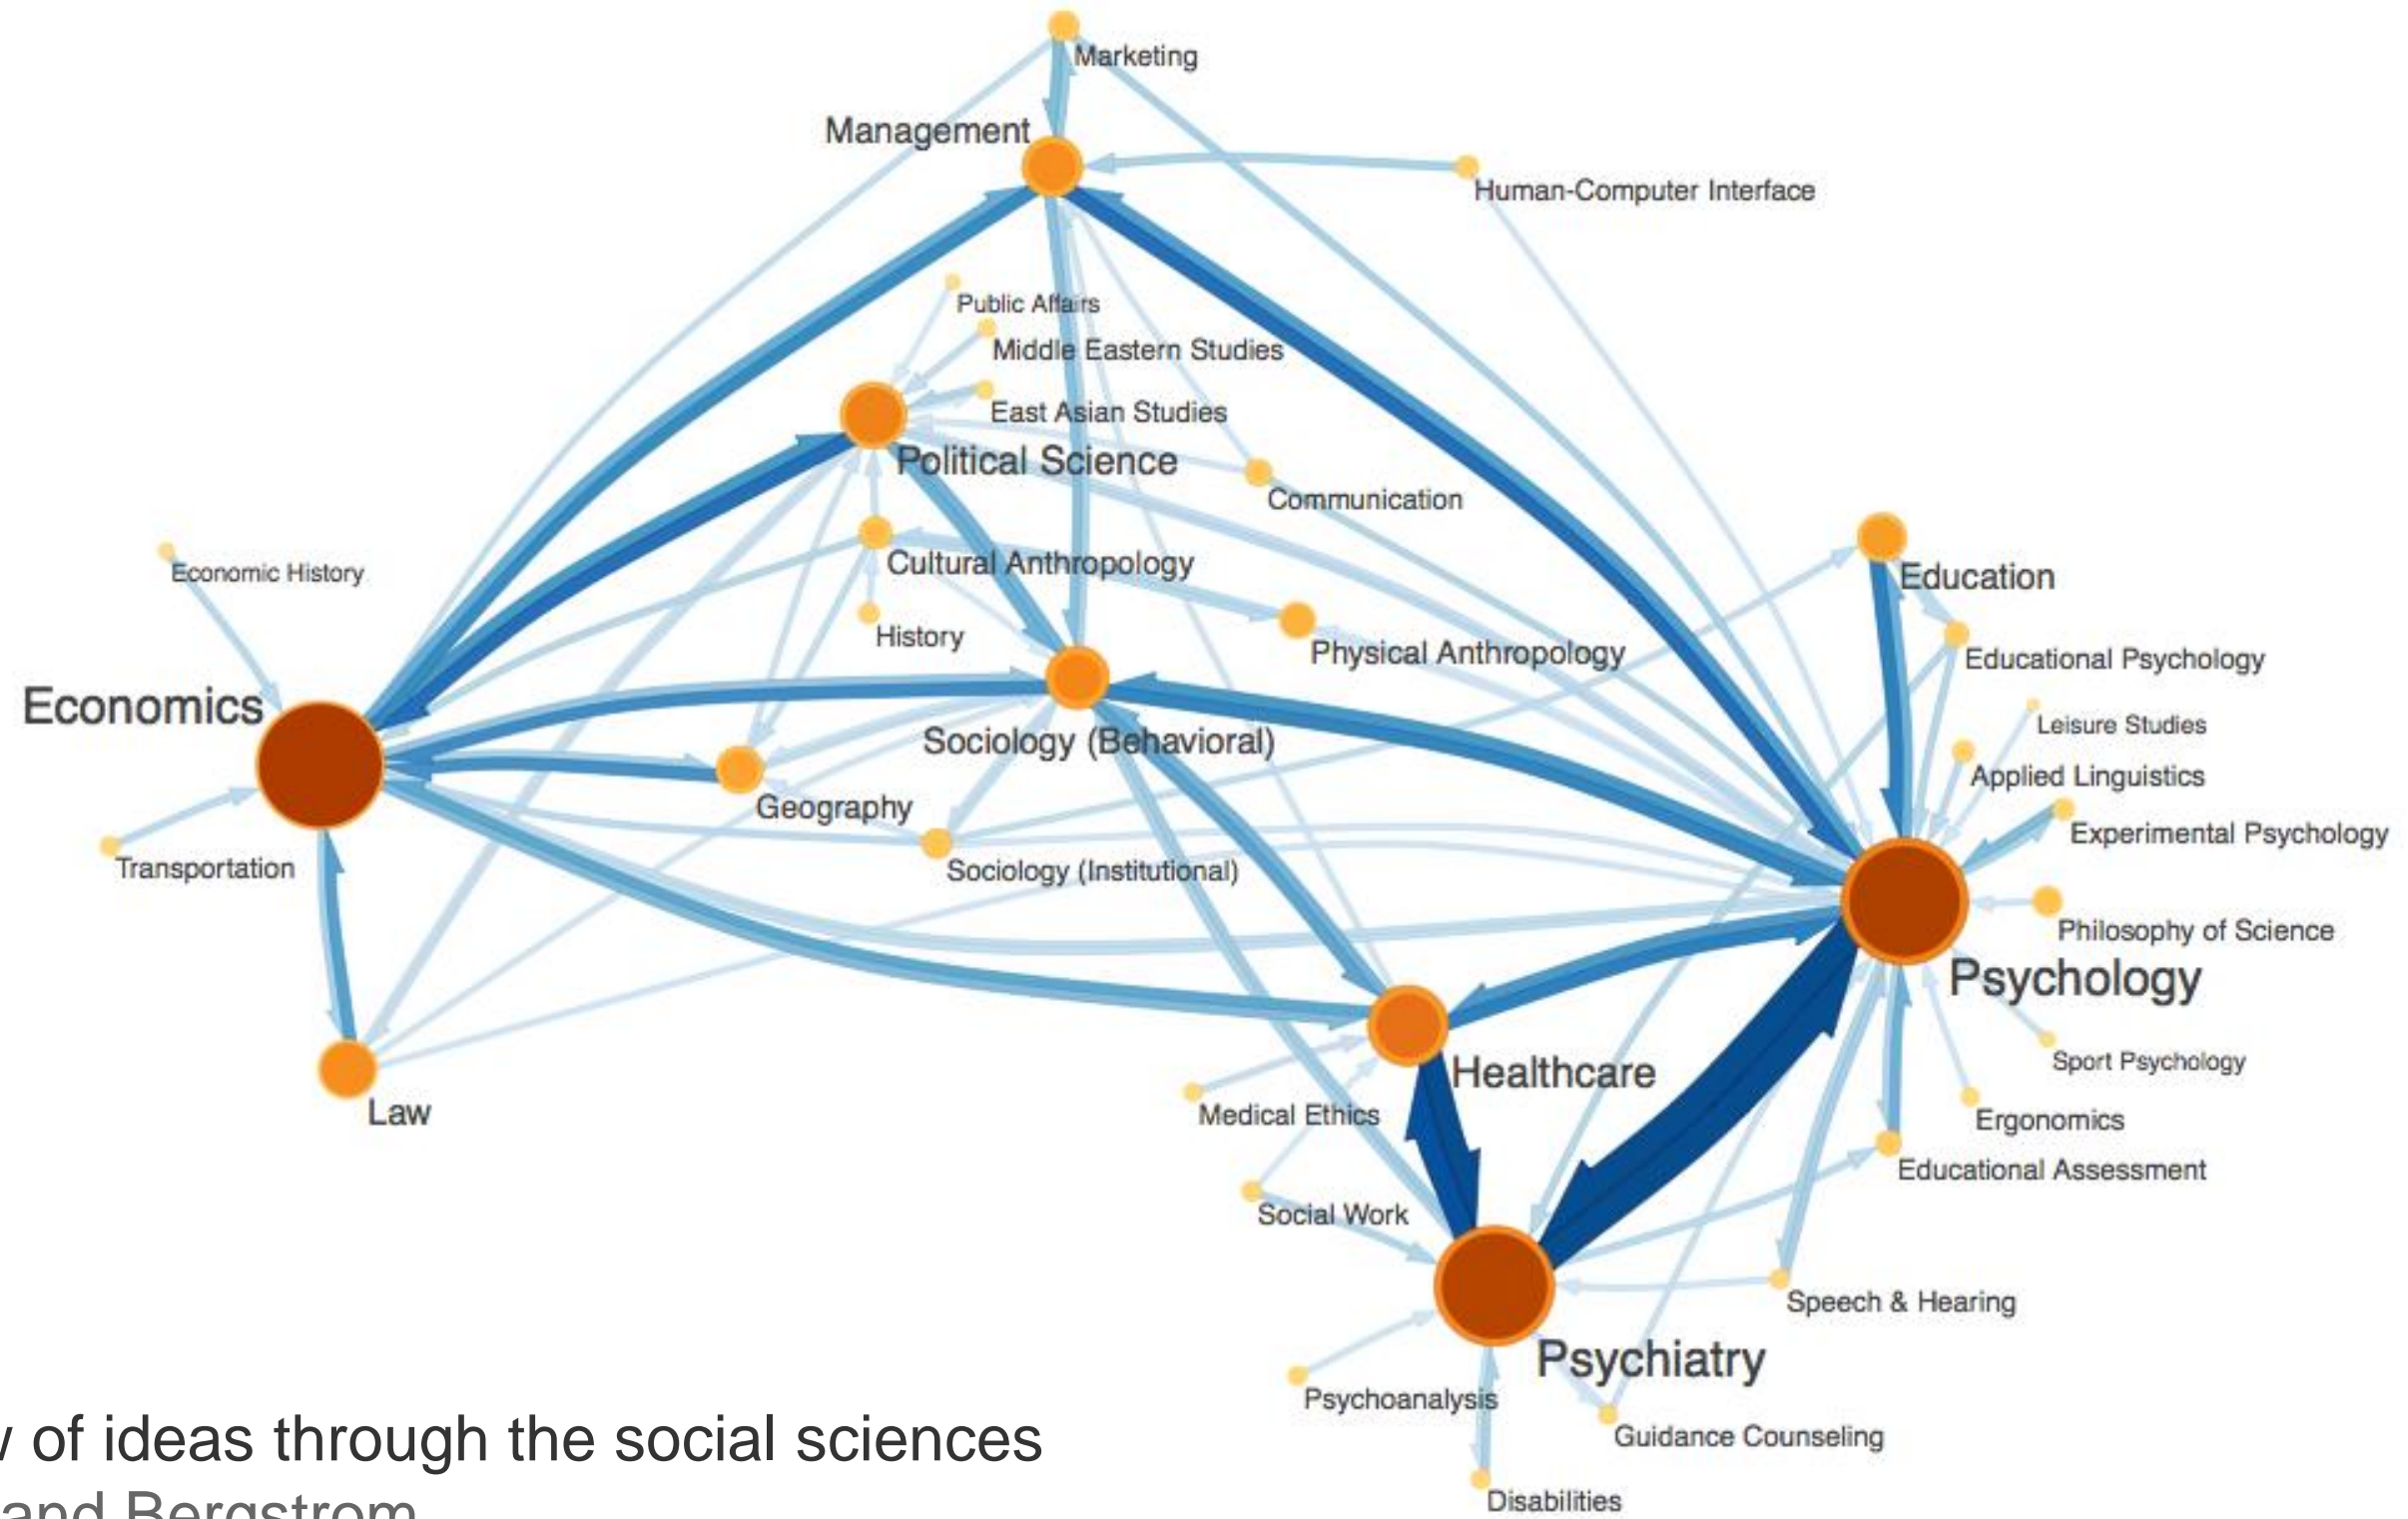 Marketing
Management
Human-Computer Interface
Public Affairs
Middle Eastern Studies
East Asian Studies
Political Science
Communication
Cultural Anthropology
Economic History
Education
History
Physical Anthropology
Educational Psychology
Economics
Leisure Studies
Sociology (Behavioral)
Applied Linguistics
Geography
Experimental Psychology
Transportation
Sociology (Institutional)
Philosophy of Science
Psychology
Sport Psychology
Healthcare
Law
Medical Ethics
Ergonomics
Educational Assessment
Social Work
Speech & Hearing
Psychiatry
Psychoanalysis
Guidance Counseling
Disabilities
of ideas through the social sciences
and Bergstrom